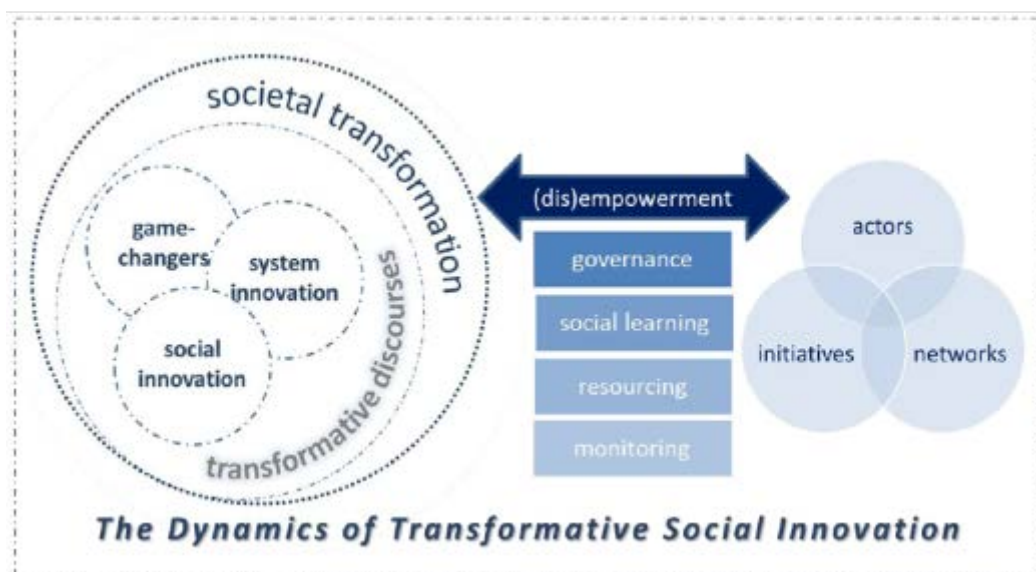 societal transformation
game-
changers
system
innovation
social
innovation
transformative discourses
(dis)empowerment
governance
social learning
resourcing
monitoring
actors
initiatives
networks
The Dynamics of Transformative Social Innovation